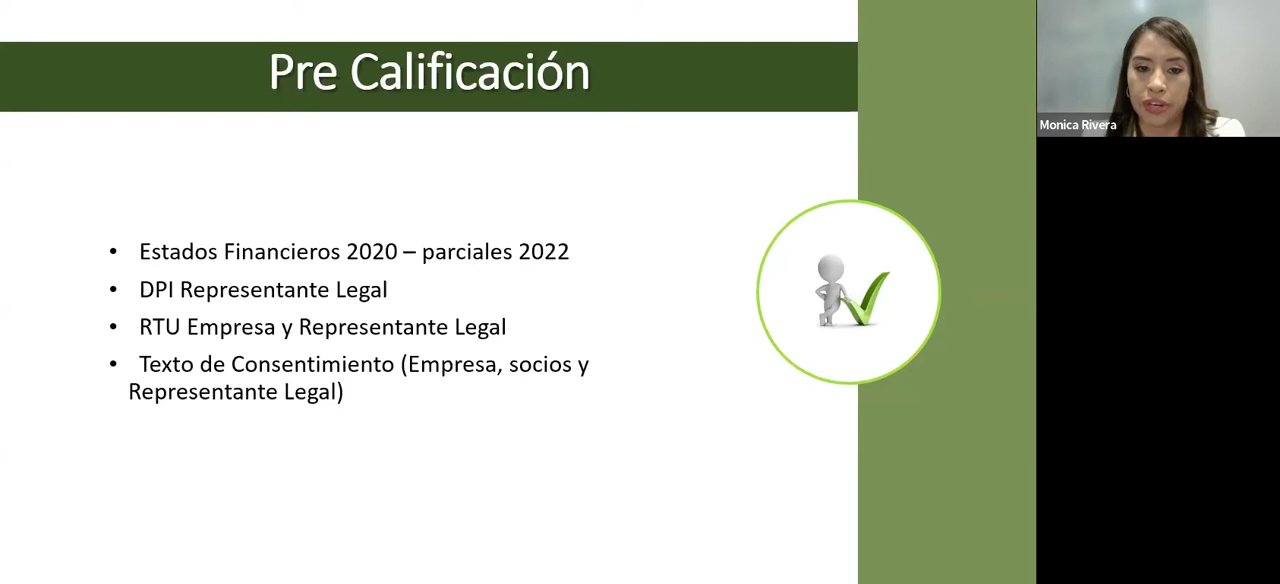 Pre Calificación
Monica Rivera
• Estados Financieros 2020 – parciales 2022
• DPI Representante Legal
• RTU Empresa y Representante Legal
• Texto de Consentimiento (Empresa, socios y
Representante Legal)